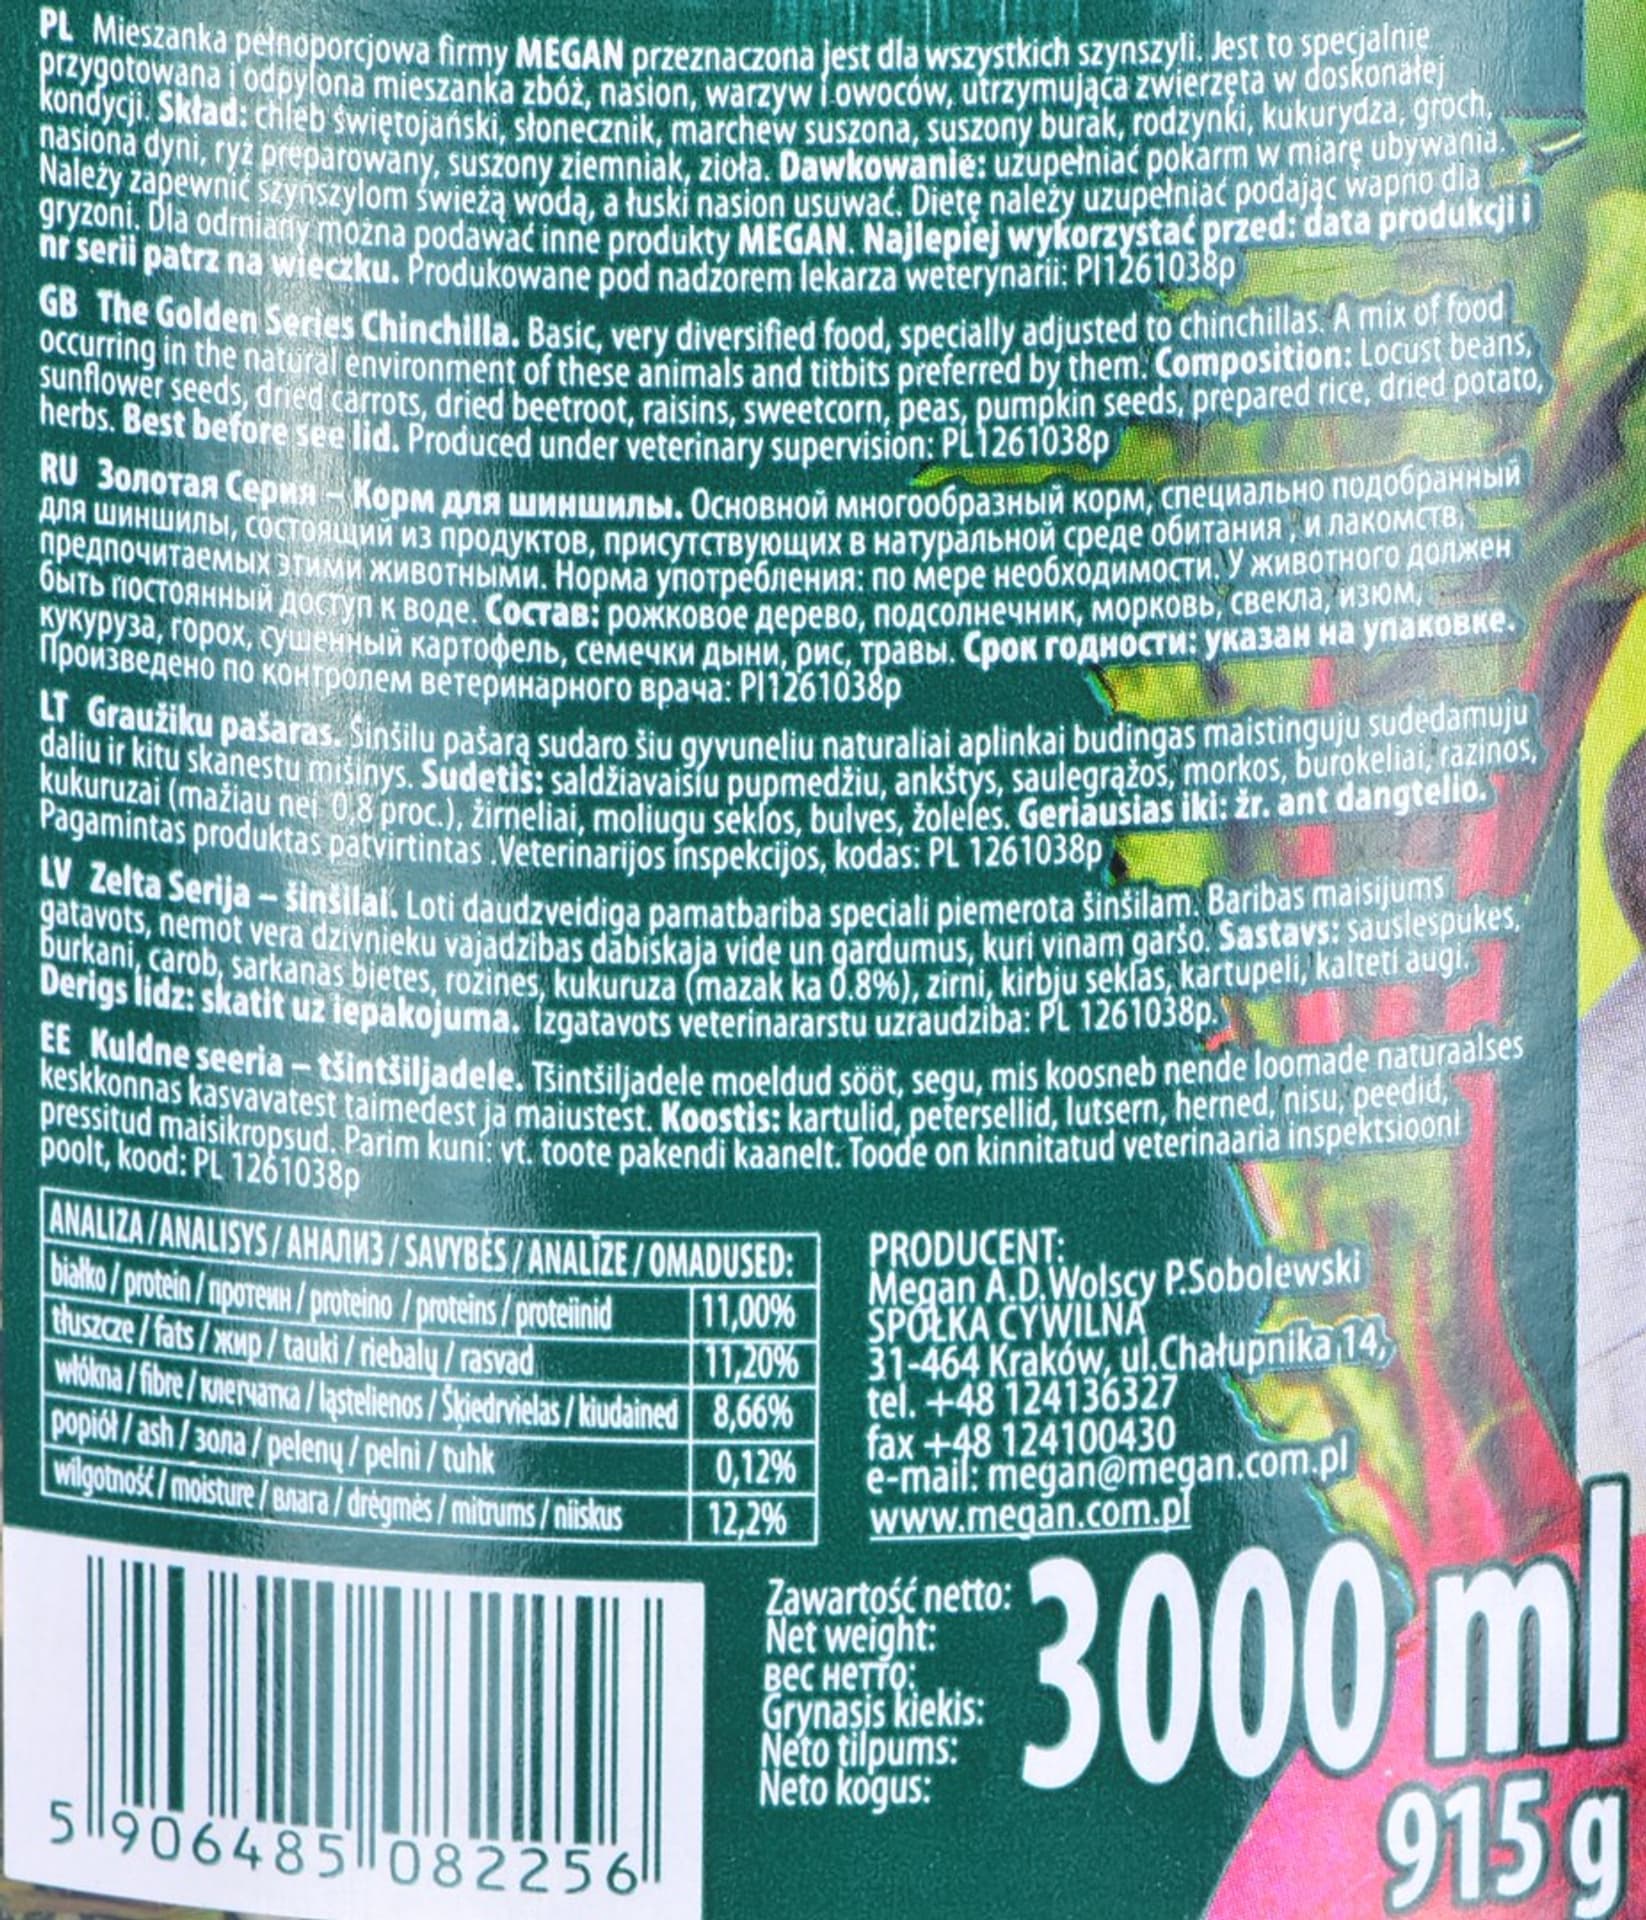 PL Mieszanka pełnoporcjowa firmy MEGAN przeznaczona jest dla wszystkich szynszyli. Jest to specjalnie
przygotowana i odpylona mieszanka zbóż, nasion, warzyw i owoców, utrzymująca zwierzęta w doskonałej
kondycji. Skład: chleb świętojański, słonecznik, marchew suszona, suszony burak, rodzynki, kukurydza, groch,
nasiona dyni, ryż preparowany, suszony ziemniak, zioła. Dawkowanie: uzupełniać pokarm w miarę ubywania.
Należy zapewnić szynszylom świeżą wodą, a łuski nasion usuwać. Dietę należy uzupełniać podając wapno dla
gryzoni. Dla odmiany można podawać inne produkty MEGAN. Najlepiej wykorzystać przed: data produkcji i
nr serii patrz na wieczku. Produkowane pod nadzorem lekarza weterynarii: Pl1261038p
GB The Golden Series Chinchilla. Basic, very diversified food, specially adjusted to chinchillas. A mix of food
occurring in the natural environment of these animals and titbits preferred by them. Composition: Locust beans,
sunflower seeds, dried carrots, dried beetroot, raisins, sweetcorn, peas, pumpkin seeds, prepared rice, dried potato,
herbs. Best before see lid. Produced under veterinary supervision: PL1261038p
RU Золотая Серия – Корм для шиншилы. Основной многообразный корм, специально подобранный
для шиншилы, состоящий из продуктов, присутствующих в натуральной среде обитания , и лакомств,
предпочитаемых этими животными. Норма употребления: по мере необходимости. У животного должен
быть постоянный доступ к воде. Состав: рожковое дерево, подсолнечник, морковь, свекла, изюм,
кукуруза, горох, сушенный картофель, семечки дыни, рис, травы. Срок годности: указан на упаковке.
Произведено по контролем ветеринарного врача: Pl1261038p
LT Graužiku pašaras. Šinšilu pašarą sudaro šiu gyvuneliu naturaliai aplinkai budingas maistinguju sudedamuju
daliu ir kitu skanestu mišinys. Sudetis: saldžiavaisiu pupmedžiu, ankštys, saulegrąžos, morkos, burokeliai, razinos,
kukuruzai (mažiau nei 0,8 proc.), žirneliai, moliugu seklos, bulves, žoleles. Geriausias iki: žr. ant dangtelio.
Pagamintas produktas patvirtintas .Veterinarijos inspekcijos, kodas: PL 1261038p
LV Zelta Serija – šinšilai. Loti daudzveidiga pamatbariba speciali piemerota šinšilam. Baribas maisijums
gatavots, nemot vera dzivnieku vajadzibas dabiskaja vide un gardumus, kuri vinam garšo. Sastavs: sauslespukes,
burkani, carob, sarkanas bietes, rozines, kukuruza (mazak ka 0.8%), zirni, kirbju seklas, kartupeli, kalteti augi.
Derigs lidz: skatit uz iepakojuma. Izgatavots veterinararstu uzraudziba: PL 1261038p.
EE Kuldne seeria – tšintšiljadele. Tšintšiljadele moeldud sööt, segu, mis koosneb nende loomade naturaalses
keskkonnas kasvavatest taimedest ja maiustest. Koostis: kartulid, petersellid, lutsern, herned, nisu, peedid,
pressitud maisikropsud. Parim kuni: vt. toote pakendi kaanelt. Toode on kinnitatud veterinaaria inspektsiooni
poolt, kood: PL 1261038p
ANALIZA / ANALISYS / АНАЛИЗ / SAVYBĖS / ANALĪZE / OMADUSED:
białko / protein / протеин / proteino / proteins / proteiinid 11,00%
tłuszcze / fats / жир / tauki / riebalų / rasvad 11,20%
włókna / fibre / клетчатка / ląstelienos / Šķiedrvielas / kiudained 8,66%
popiół / ash / зола / pelenų / pelni / tuhk 0,12%
wilgotność / moisture / влага / drėgmės / mitrums / niiskus 12,2%
PRODUCENT:
Megan A.D.Wolscy P.Sobolewski
SPÓŁKA CYWILNA
31-464 Kraków, ul.Chałupnika 14,
tel. +48 124136327
fax +48 124100430
e-mail: megan@megan.com.pl
www.megan.com.pl
Zawartość netto:
Net weight:
вес нетто:
Grynasis kiekis:
Neto tilpums:
Neto kogus:
3000 ml
915 g
5 906485 082256